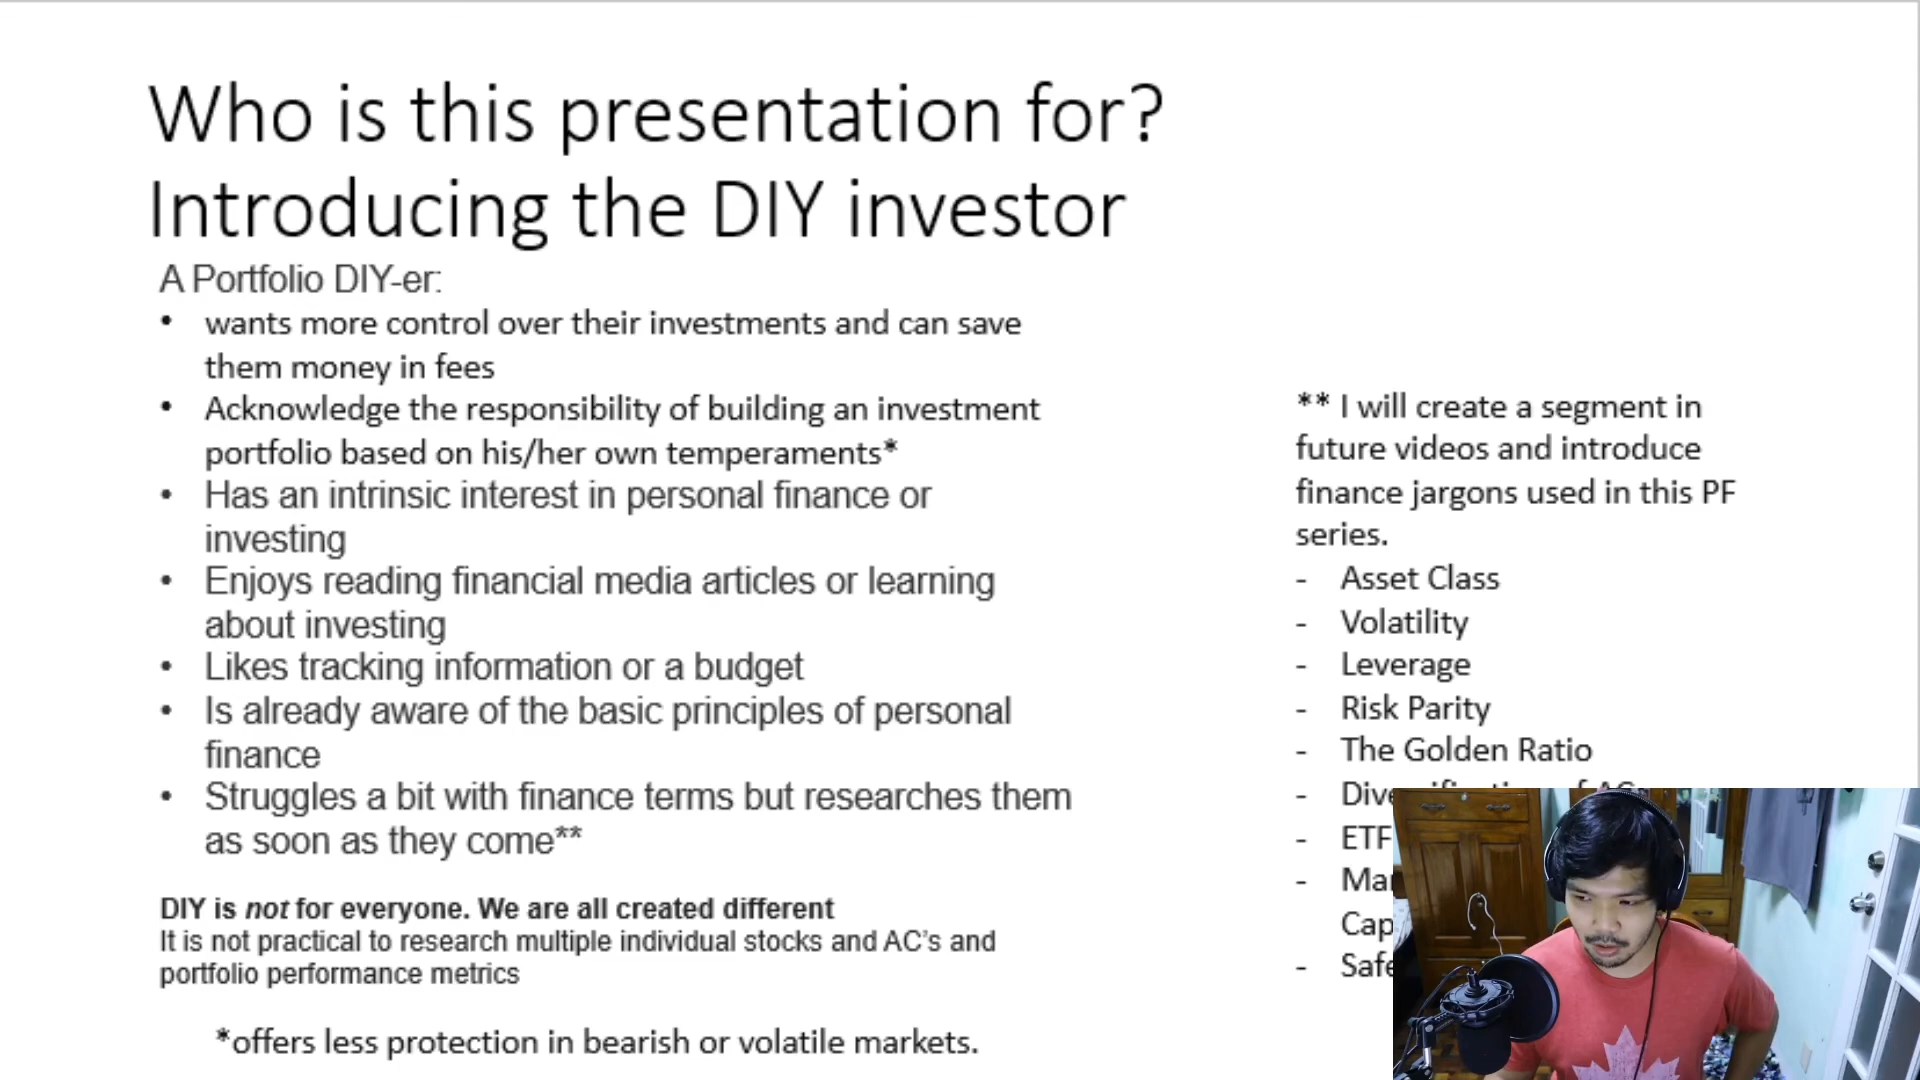 Who is this presentation for?
Introducing the DIY investor
A Portfolio DIY-er:
• wants more control over their investments and can save
them money in fees
• Acknowledge the responsibility of building an investment
portfolio based on his/her own temperaments*
• Has an intrinsic interest in personal finance or
investing
• Enjoys reading financial media articles or learning
about investing
• Likes tracking information or a budget
• Is already aware of the basic principles of personal
finance
• Struggles a bit with finance terms but researches them
as soon as they come**
DIY is not for everyone. We are all created different
It is not practical to research multiple individual stocks and AC's and
portfolio performance metrics
*offers less protection in bearish or volatile markets.
** I will create a segment in
future videos and introduce
finance jargons used in this PF
series.
- Asset Class
- Volatility
- Leverage
- Risk Parity
- The Golden Ratio
- ETF